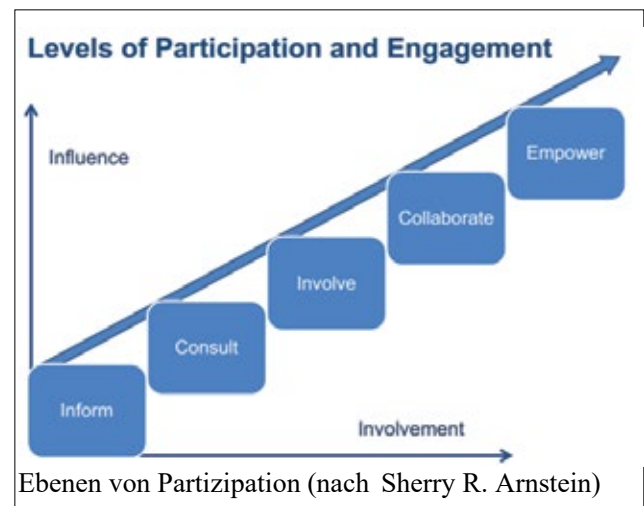 Levels of Participation and Engagement
Influence
Empower
Collaborate
Involve
Consult
Inform
Involvement
Ebenen von Partizipation (nach Sherry R. Arnstein)